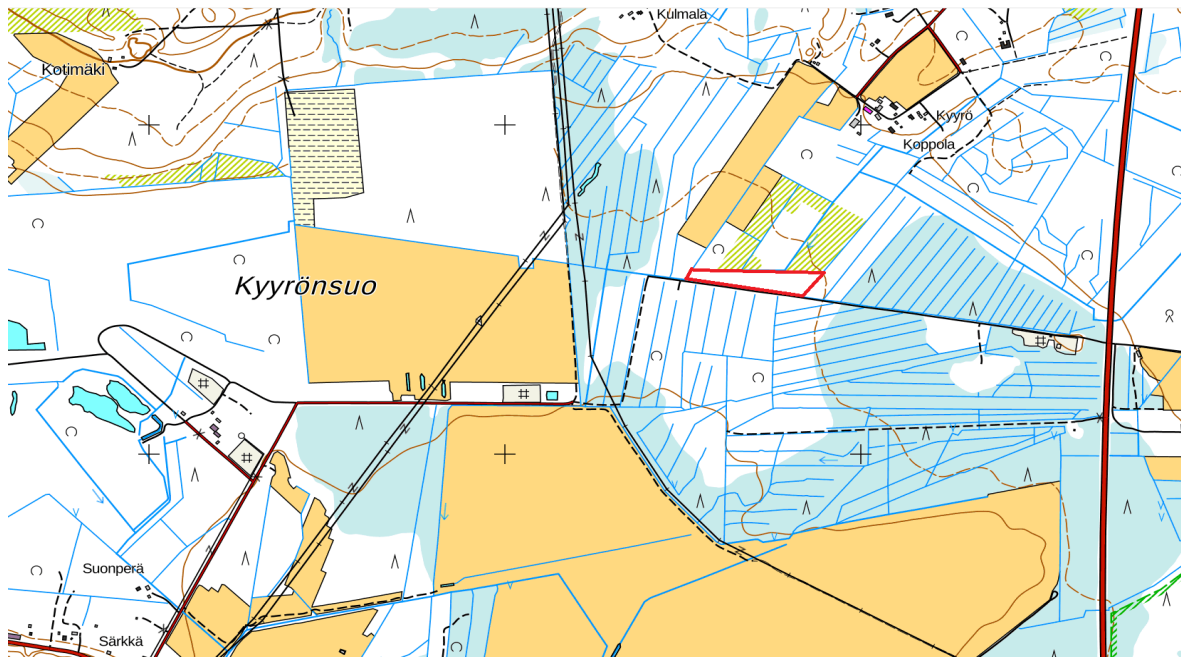 Kulmala
Kotimäki
Kyyrö
Koppola
Kyyrönsuo
Suonperä
Särkkä